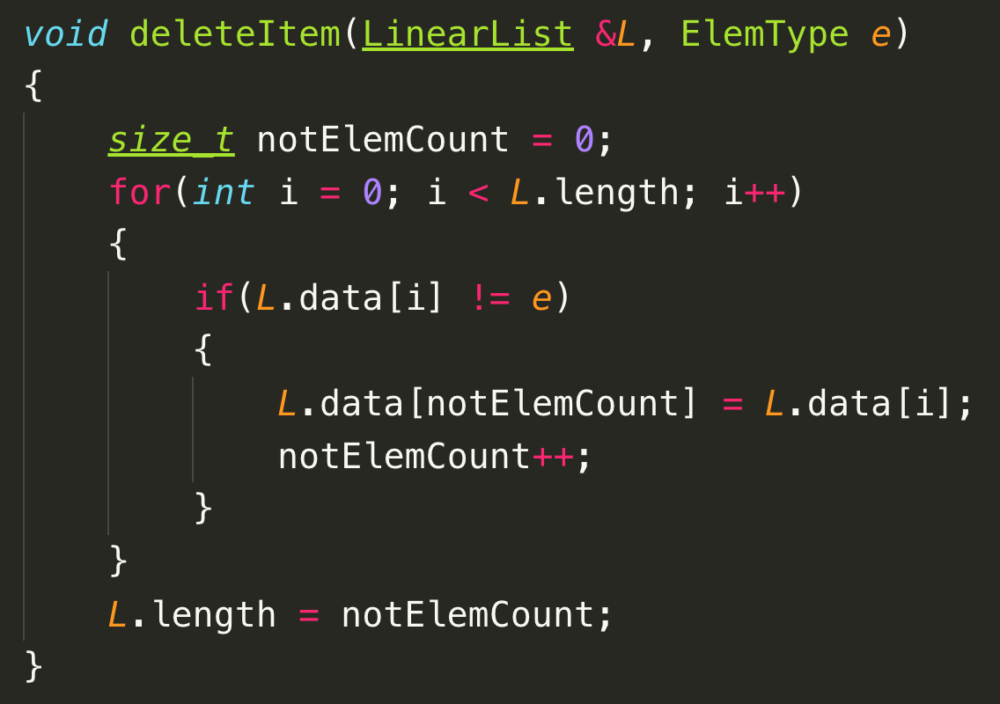 void deleteItem(LinearList &L, ElemType e)
{
    size_t notElemCount = 0;
    for(int i = 0; i < L.length; i++)
    {
        if(L.data[i] != e)
        {
            L.data[notElemCount] = L.data[i];
            notElemCount++;
        }
    }
    L.length = notElemCount;
}